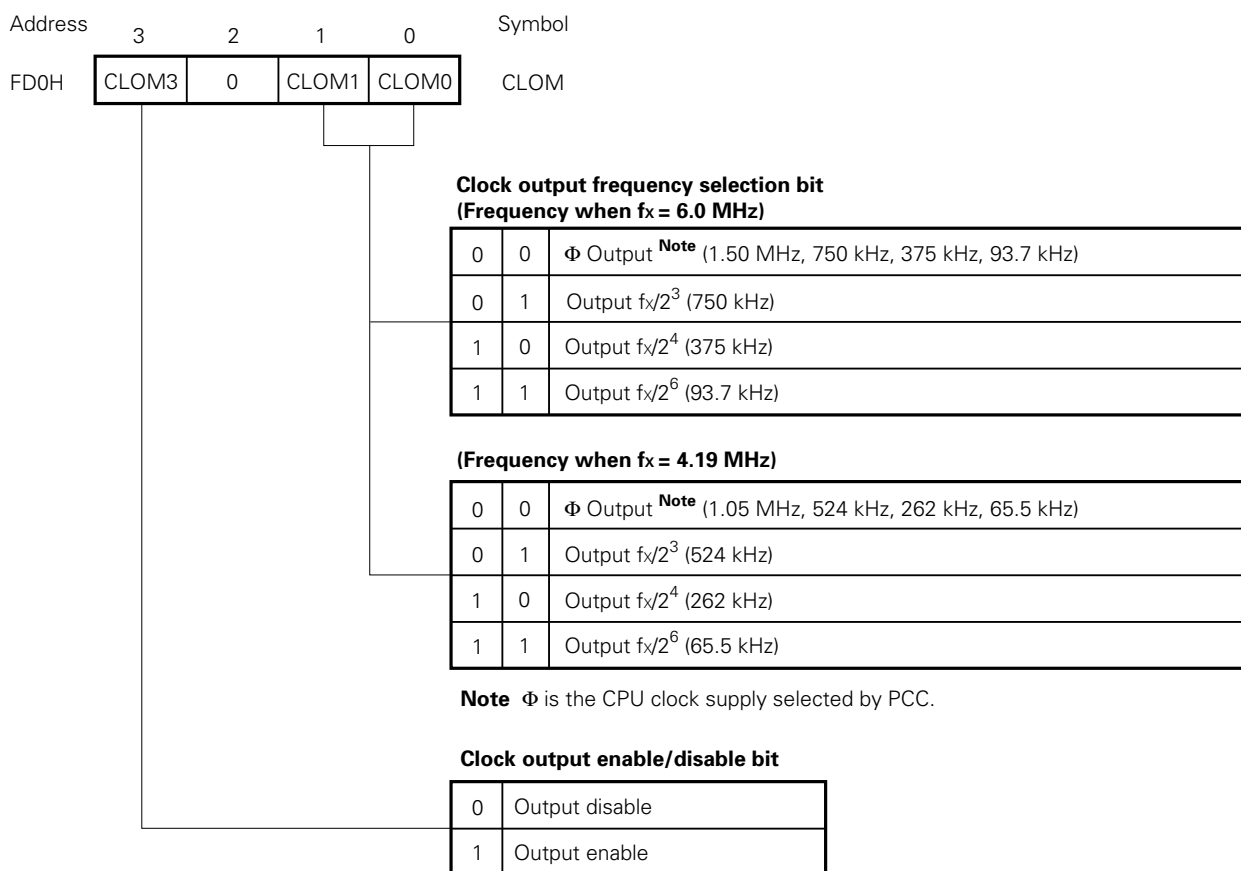 Address 3 2 1 0 Symbol
FD0H CLOM3 0 CLOM1 CLOM0 CLOM
Clock output frequency selection bit
(Frequency when fx = 6.0 MHz)
0 0 Φ Output Note (1.50 MHz, 750 kHz, 375 kHz, 93.7 kHz)
0 1 Output fx/2^3 (750 kHz)
1 0 Output fx/2^4 (375 kHz)
1 1 Output fx/2^6 (93.7 kHz)
(Frequency when fx = 4.19 MHz)
0 0 Φ Output Note (1.05 MHz, 524 kHz, 262 kHz, 65.5 kHz)
0 1 Output fx/2^3 (524 kHz)
1 0 Output fx/2^4 (262 kHz)
1 1 Output fx/2^6 (65.5 kHz)
Note Φ is the CPU clock supply selected by PCC.
Clock output enable/disable bit
0 Output disable
1 Output enable